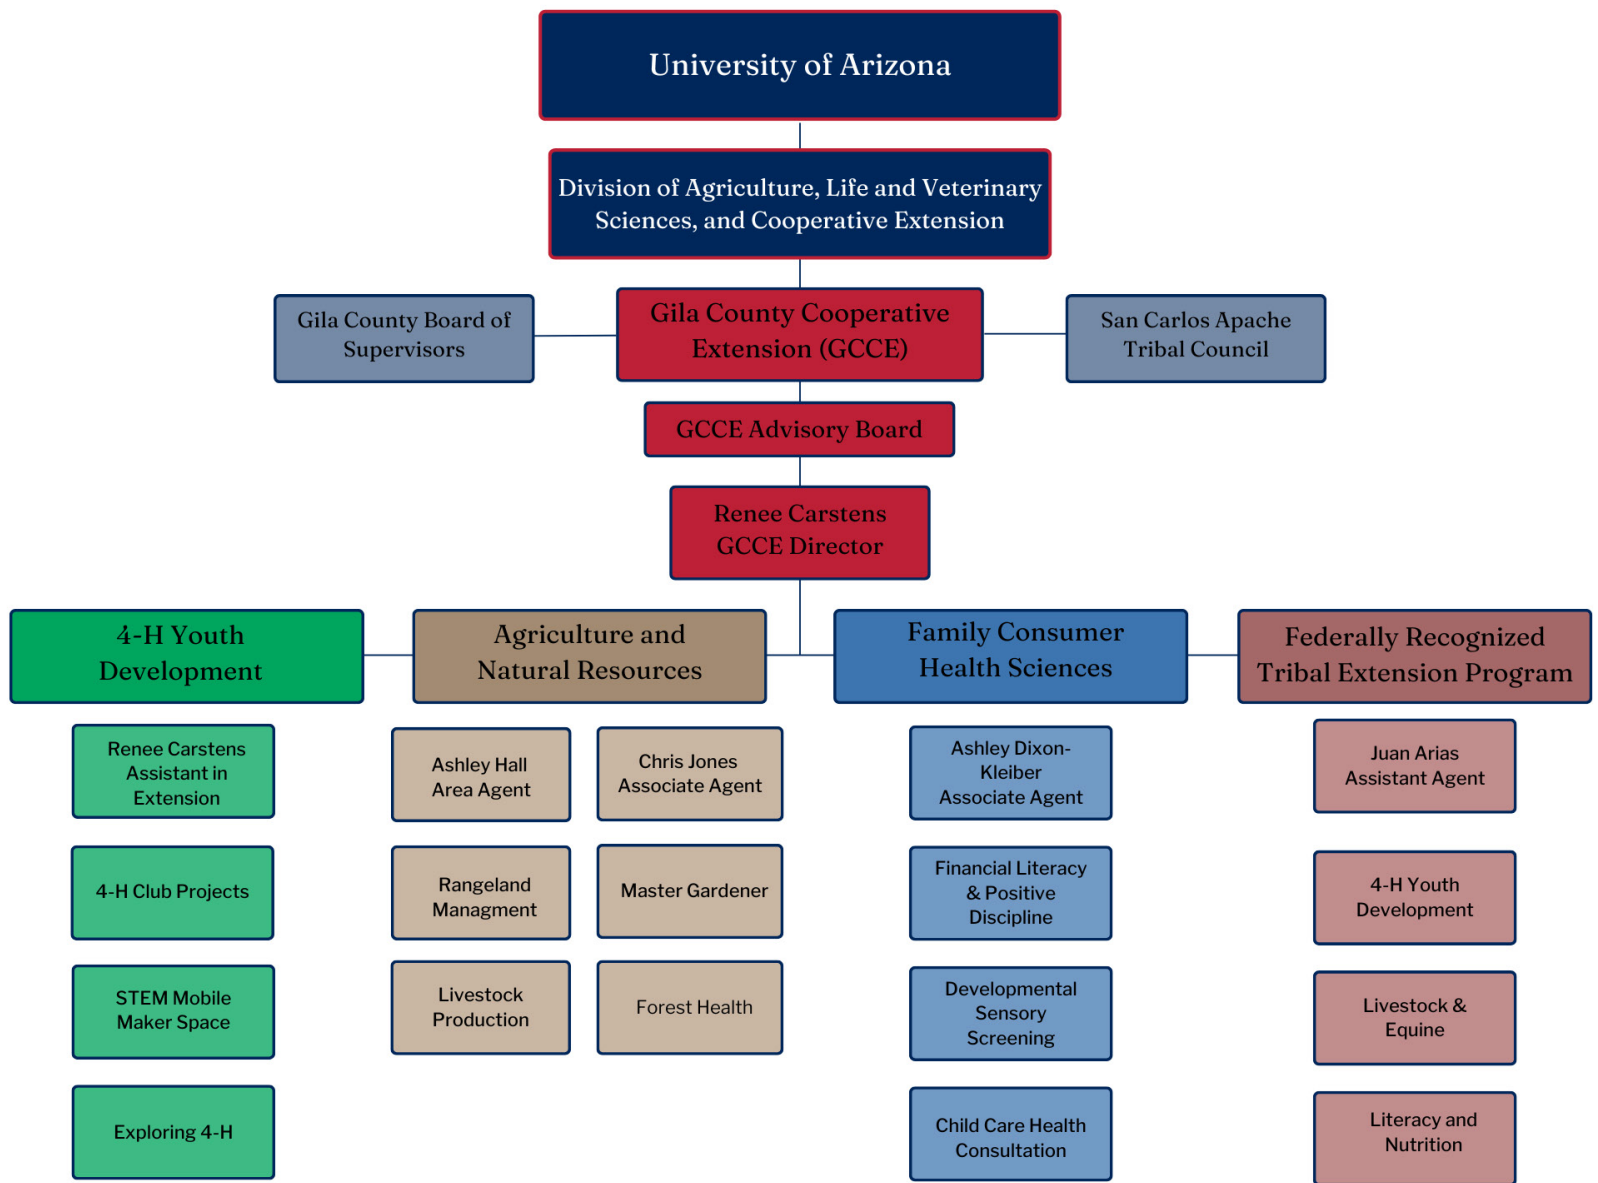 University of Arizona
Division of Agriculture, Life and Veterinary
Sciences, and Cooperative Extension
Gila County Board of
Supervisors
Gila County Cooperative
Extension (GCCE)
San Carlos Apache
Tribal Council
GCCE Advisory Board
Renee Carstens
GCCE Director
4-H Youth
Development
Agriculture and
Natural Resources
Family Consumer
Health Sciences
Federally Recognized
Tribal Extension Program
Renee Carstens
Assistant in
Extension
4-H Club Projects
STEM Mobile
Maker Space
Exploring 4-H
Ashley Hall
Area Agent
Rangeland
Managment
Livestock
Production
Chris Jones
Associate Agent
Master Gardener
Forest Health
Ashley Dixon-
Kleiber
Associate Agent
Financial Literacy
& Positive
Discipline
Developmental
Sensory
Screening
Child Care Health
Consultation
Juan Arias
Assistant Agent
4-H Youth
Development
Livestock &
Equine
Literacy and
Nutrition